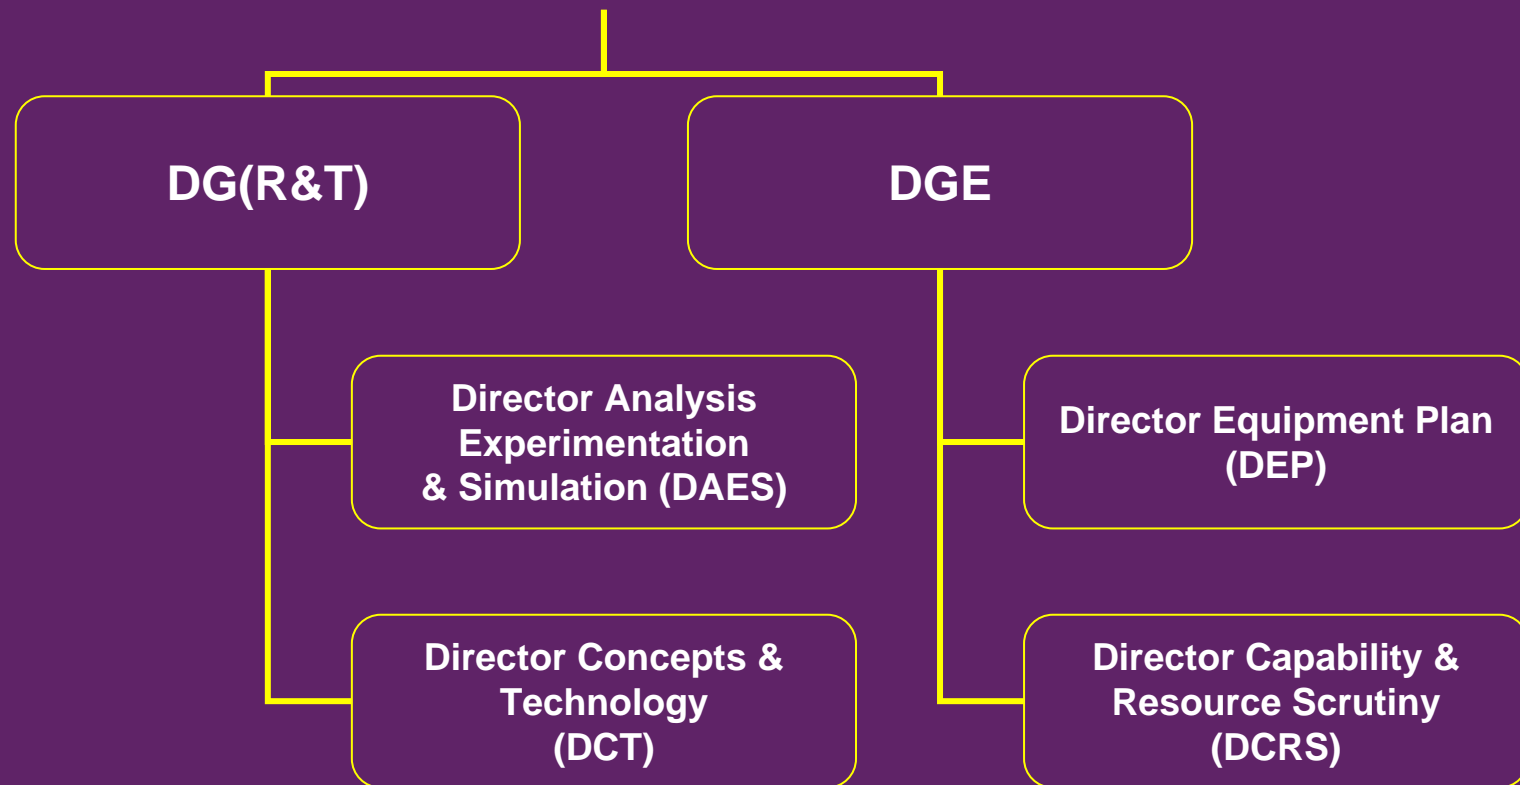 DG(R&T)
DGE
Director Analysis
Experimentation
& Simulation (DAES)
Director Equipment Plan
(DEP)
Director Concepts &
Technology
(DCT)
Director Capability &
Resource Scrutiny
(DCRS)